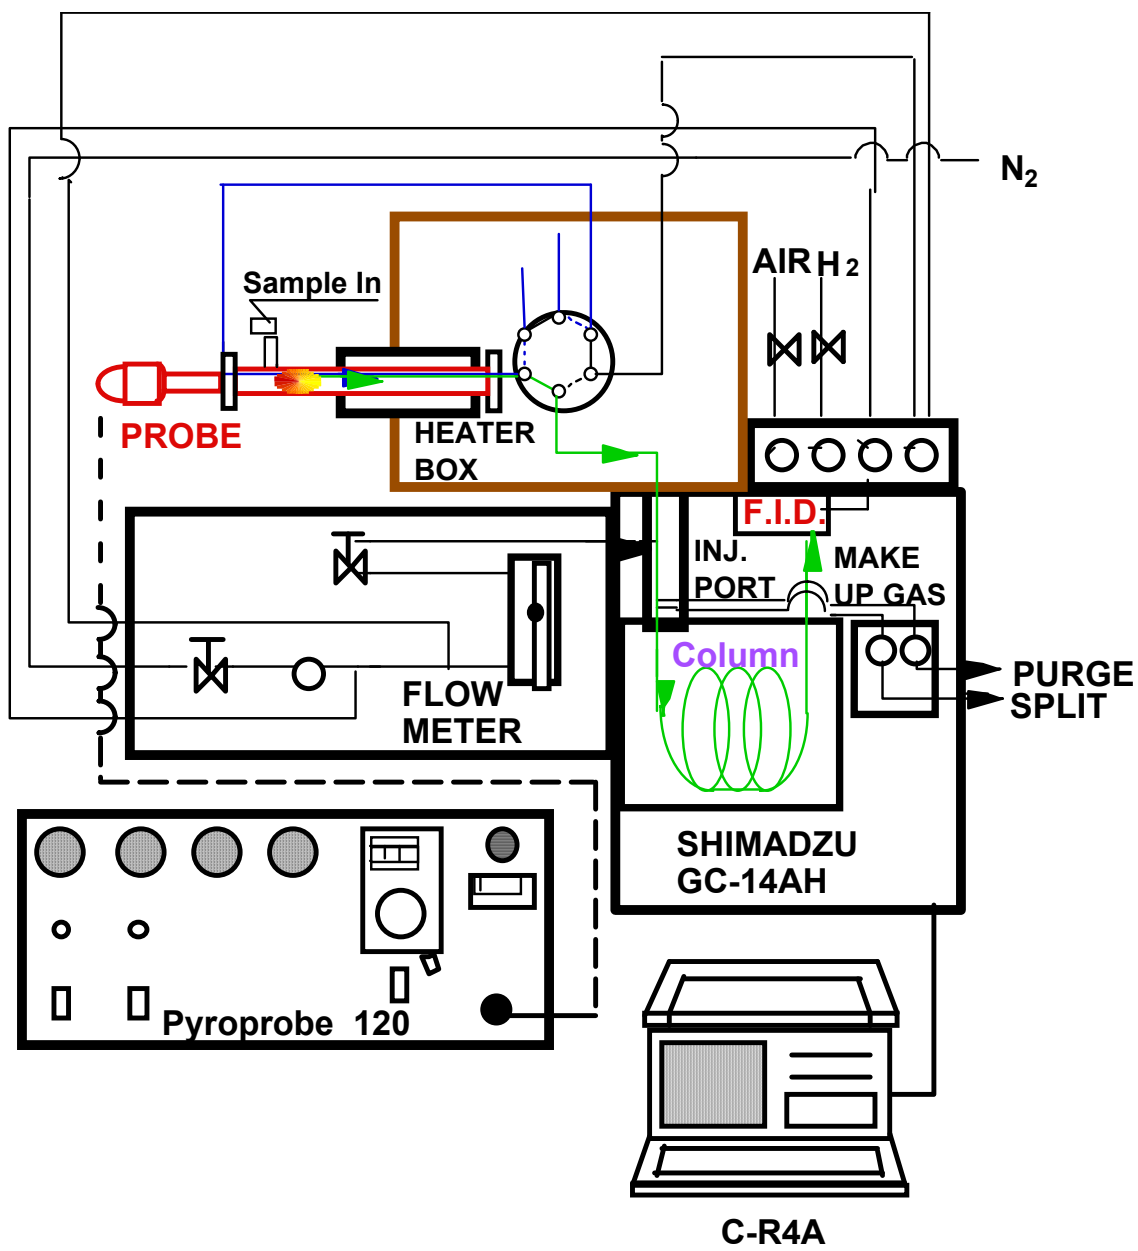 N2
AIR H2
Sample In
PROBE
HEATER
BOX
F.I.D.
INJ.
PORT
MAKE
UP GAS
Column
PURGE
SPLIT
FLOW
METER
SHIMADZU
GC-14AH
Pyroprobe 120
C-R4A